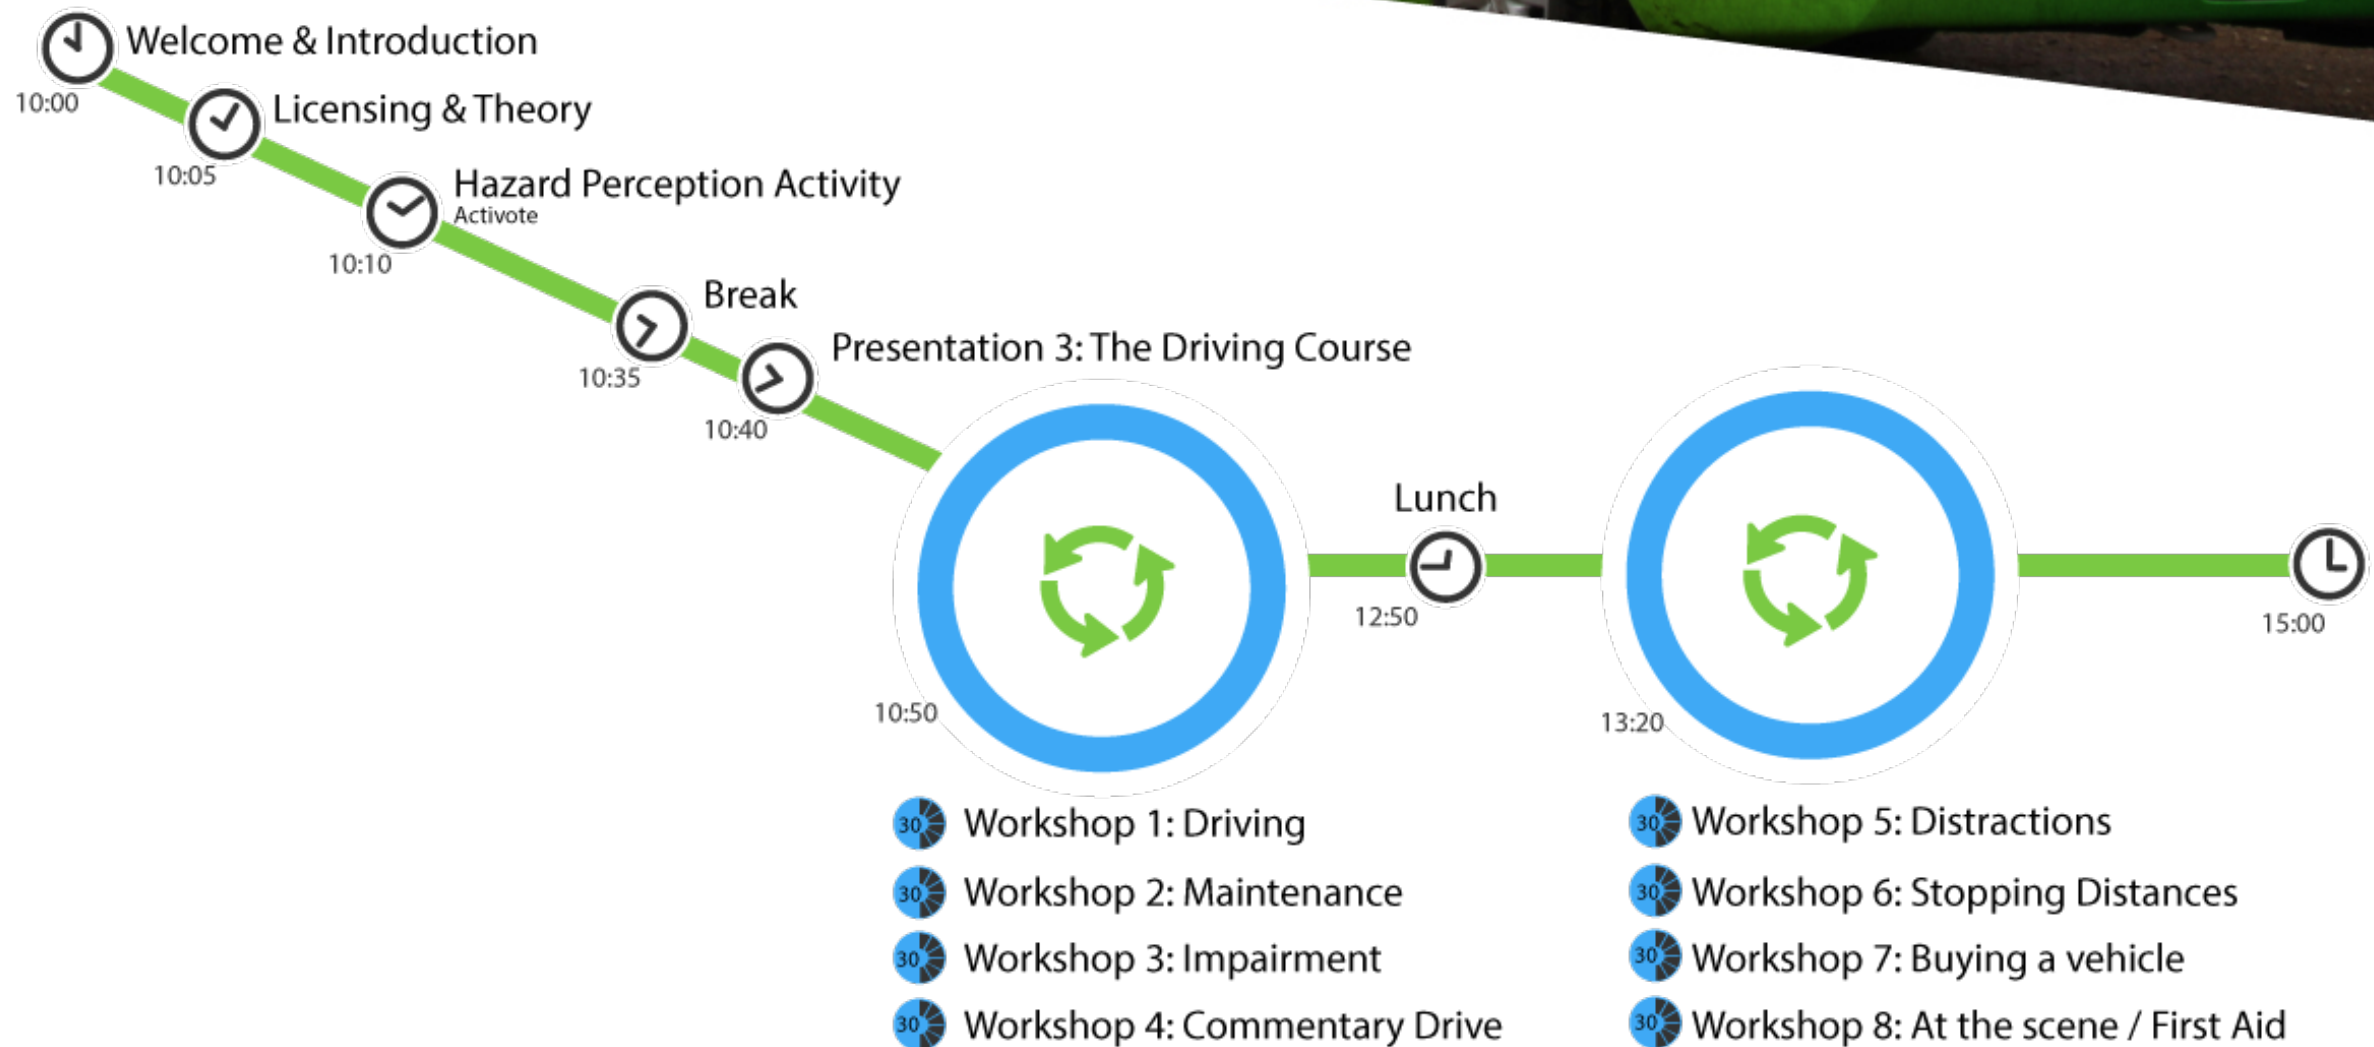 Welcome & Introduction
10:00
Licensing & Theory
10:05
Hazard Perception Activity
Activote
10:10
Break
10:35
Presentation 3: The Driving Course
10:40
Lunch
12:50
15:00
10:50
13:20
30 Workshop 1: Driving
30 Workshop 2: Maintenance
30 Workshop 3: Impairment
30 Workshop 4: Commentary Drive
30 Workshop 5: Distractions
30 Workshop 6: Stopping Distances
30 Workshop 7: Buying a vehicle
30 Workshop 8: At the scene / First Aid